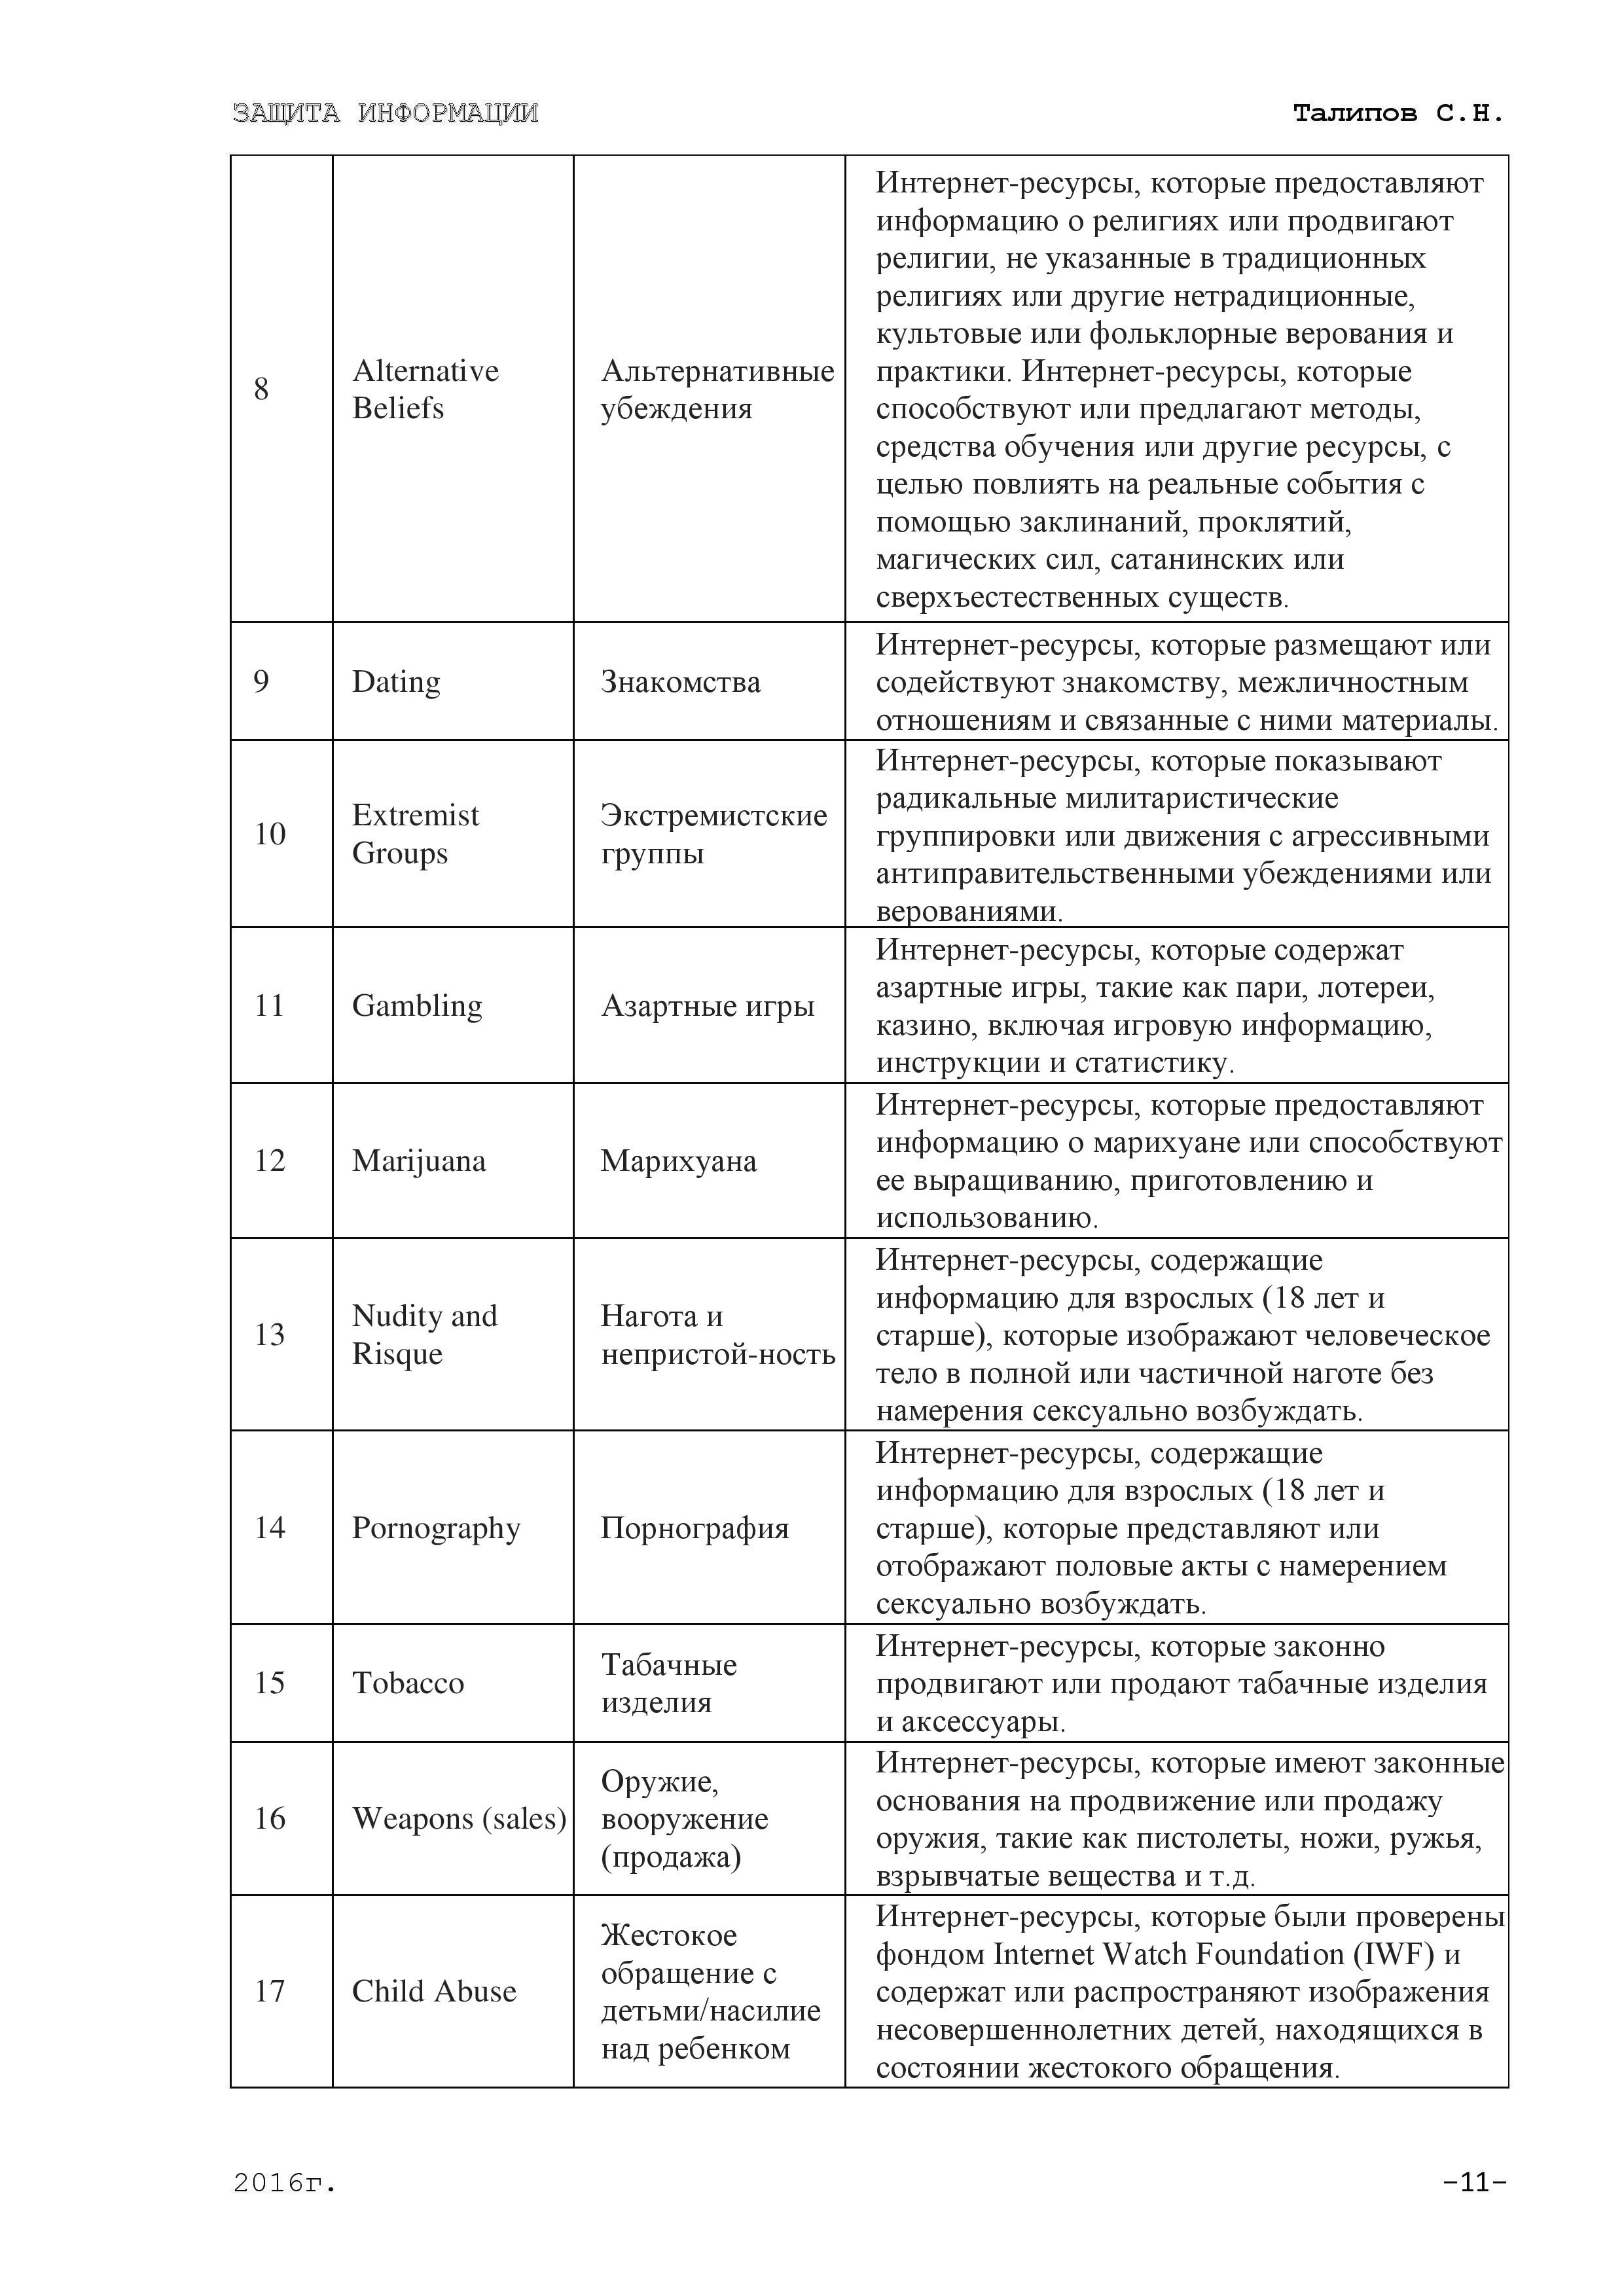 ЗАЩИТА ИНФОРМАЦИИ Талипов С.Н.
8
Alternative
Beliefs
Альтернативные
убеждения
Интернет-ресурсы, которые предоставляют
информацию о религиях или продвигают
религии, не указанные в традиционных
религиях или другие нетрадиционные,
культовые или фольклорные верования и
практики. Интернет-ресурсы, которые
способствуют или предлагают методы,
средства обучения или другие ресурсы, с
целью повлиять на реальные события с
помощью заклинаний, проклятий,
магических сил, сатанинских или
сверхъестественных существ.
9
Dating
Знакомства
Интернет-ресурсы, которые размещают или
содействуют знакомству, межличностным
отношениям и связанные с ними материалы.
10
Extremist
Groups
Экстремистские
группы
Интернет-ресурсы, которые показывают
радикальные милитаристические
группировки или движения с агрессивными
антиправительственными убеждениями или
верованиями.
11
Gambling
Азартные игры
Интернет-ресурсы, которые содержат
азартные игры, такие как пари, лотереи,
казино, включая игровую информацию,
инструкции и статистику.
12
Marijuana
Марихуана
Интернет-ресурсы, которые предоставляют
информацию о марихуане или способствуют
ее выращиванию, приготовлению и
использованию.
13
Nudity and
Risque
Нагота и
непристой-ность
Интернет-ресурсы, содержащие
информацию для взрослых (18 лет и
старше), которые изображают человеческое
тело в полной или частичной наготе без
намерения сексуально возбуждать.
14
Pornography
Порнография
Интернет-ресурсы, содержащие
информацию для взрослых (18 лет и
старше), которые представляют или
отображают половые акты с намерением
сексуально возбуждать.
15
Tobacco
Табачные
изделия
Интернет-ресурсы, которые законно
продвигают или продают табачные изделия
и аксессуары.
16
Weapons (sales)
Оружие,
вооружение
(продажа)
Интернет-ресурсы, которые имеют законные
основания на продвижение или продажу
оружия, такие как пистолеты, ножи, ружья,
взрывчатые вещества и т.д.
17
Child Abuse
Жестокое
обращение с
детьми/насилие
над ребенком
Интернет-ресурсы, которые были проверены
фондом Internet Watch Foundation (IWF) и
содержат или распространяют изображения
несовершеннолетних детей, находящихся в
состоянии жестокого обращения.
2016г. -11-